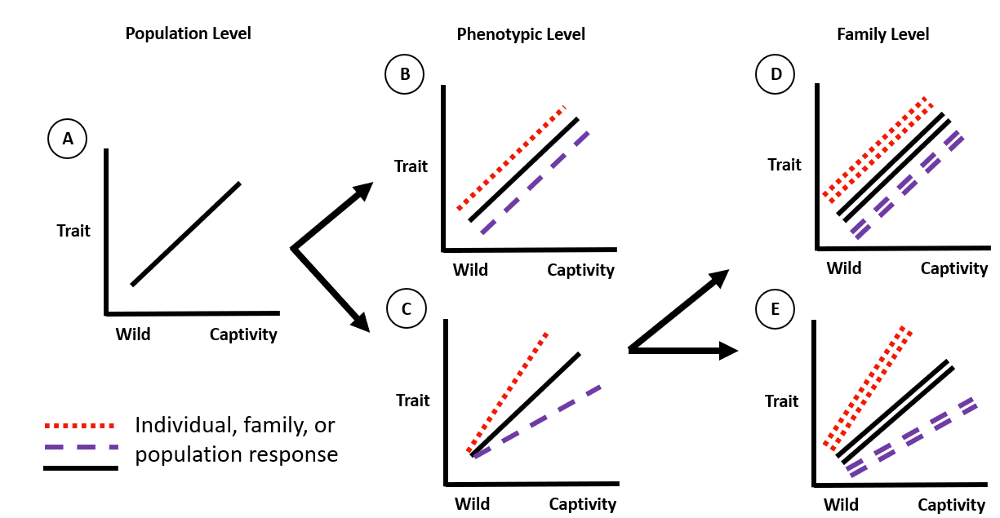 Population Level
Phenotypic Level
Family Level
A
Trait
Wild Captivity
B
Trait
Wild Captivity
C
Trait
Wild Captivity
D
Trait
Wild Captivity
E
Trait
Wild Captivity
Individual, family, or
population response